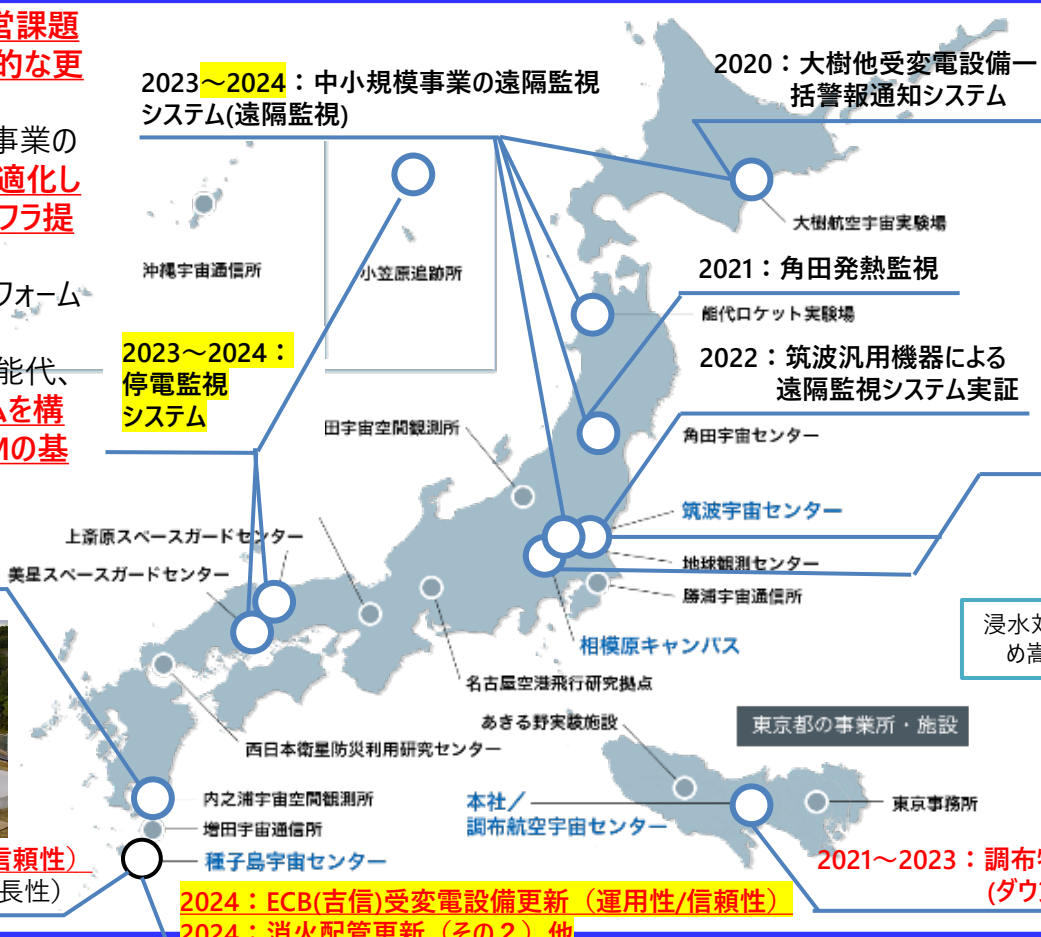 営課題
的な更
事業の
適化し
フラ提
フォーム
能代、
ムを構
Mの基
2023～2024：中小規模事業の遠隔監視
システム(遠隔監視)
2020：大樹他受変電設備一
括警報通知システム
大樹航空宇宙実験場
沖縄宇宙通信所
小笠原追跡所
2021：角田発熱監視
能代ロケット実験場
2023～2024：
停電監視
システム
2022：筑波汎用機器による
遠隔監視システム実証
田宇宙空間観測所
角田宇宙センター
筑波宇宙センター
上斎原スペースガードセンター
地球観測センター
美星スペースガードセンター
勝浦宇宙通信所
浸水対
め嵩
相模原キャンパス
名古屋空港飛行研究拠点
あきる野実験施設
東京都の事業所・施設
西日本衛星防災利用研究センター
内之浦宇宙空間観測所
本社／
調布航空宇宙センター
東京事務所
増田宇宙通信所
種子島宇宙センター
信頼性）
長性）
2021～2023：調布
(ダウ
2024：ECB(吉信)受変電設備更新（運用性/信頼性）
2024：消火配管更新（その２）他